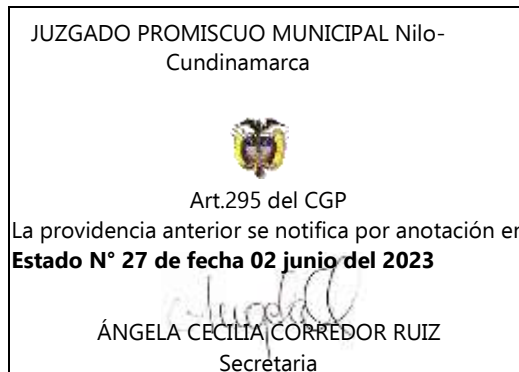 JUZGADO PROMISCUO MUNICIPAL Nilo-
Cundinamarca
Art.295 del CGP
La providencia anterior se notifica por anotación en
Estado N° 27 de fecha 02 junio del 2023
ÁNGELA CECILIA CORREDOR RUIZ
Secretaria